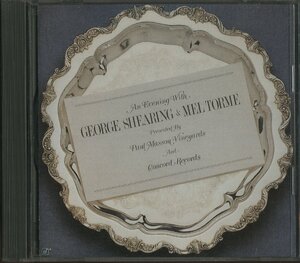 An Evening With
GEORGE SHEARING & MEL TORMÉ
Presented By
Paul Masson Vineyards
And
Concord Records